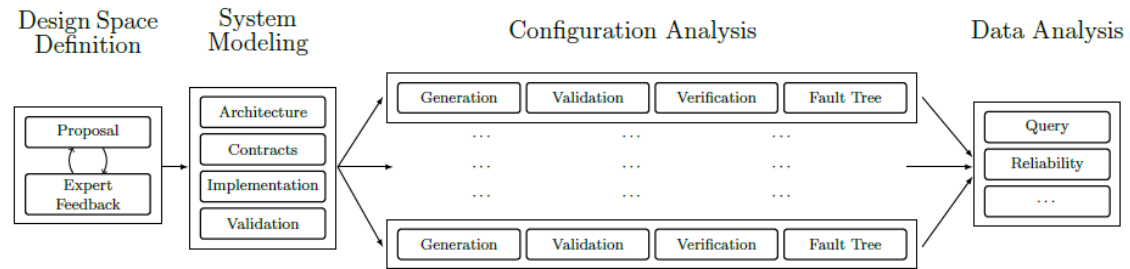 Design Space
Definition
System
Modeling
Configuration Analysis
Data Analysis
Proposal
Expert
Feedback
Architecture
Contracts
Implementation
Validation
Generation Validation Verification Fault Tree
... ... ...
... ... ...
... ... ...
Generation Validation Verification Fault Tree
Query
Reliability
...